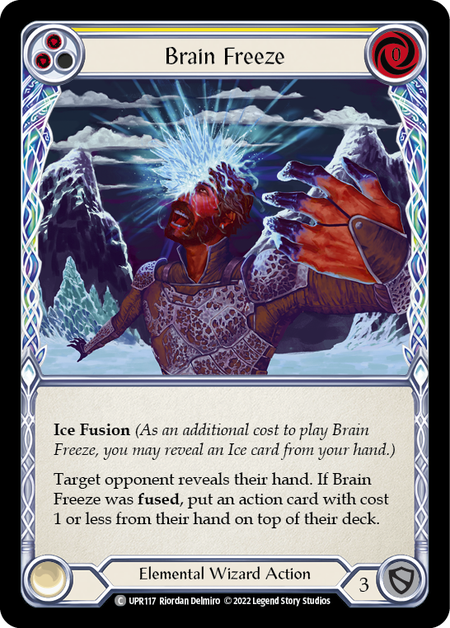 Brain Freeze
0
Ice Fusion (As an additional cost to play Brain
Freeze, you may reveal an Ice card from your hand.)
Target opponent reveals their hand. If Brain
Freeze was fused, put an action card with cost
1 or less from their hand on top of their deck.
Elemental Wizard Action
3
C UPR117 Riordan Delmiro © 2022 Legend Story Studios